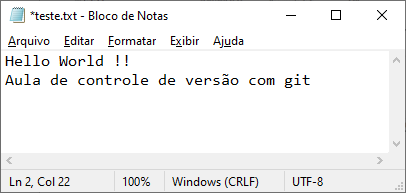 *teste.txt - Bloco de Notas
Arquivo Editar Formatar Exibir Ajuda
Hello World !!
Aula de controle de versão com git
Ln 2, Col 22 100% Windows (CRLF) UTF-8